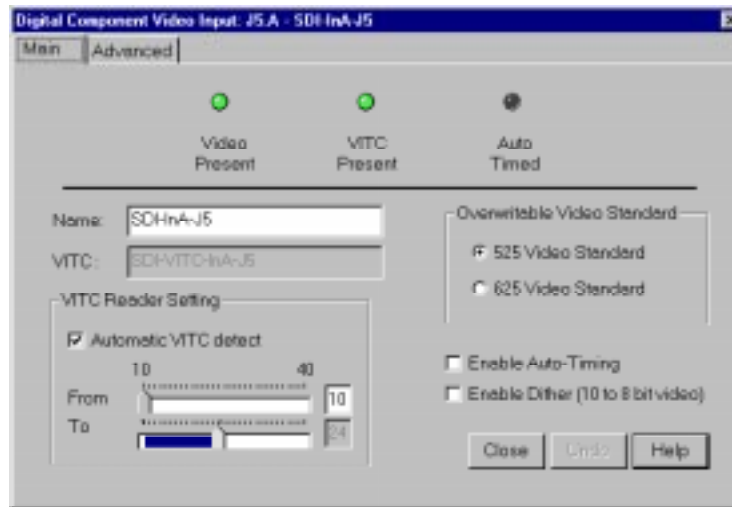 Digital Component Video Input: J5.A - SDI-InA-J5
Main Advanced
Video Present
VITC Present
Auto Timed
Name: SDI-InA-J5
VITC: SDI-VITC-InA-J5
Overwritable Video Standard
525 Video Standard
625 Video Standard
VITC Reader Setting
Automatic VITC detect
10 40
From 10
To 24
Enable Auto-Timing
Enable Dither (10 to 8 bit video)
Close Undo Help